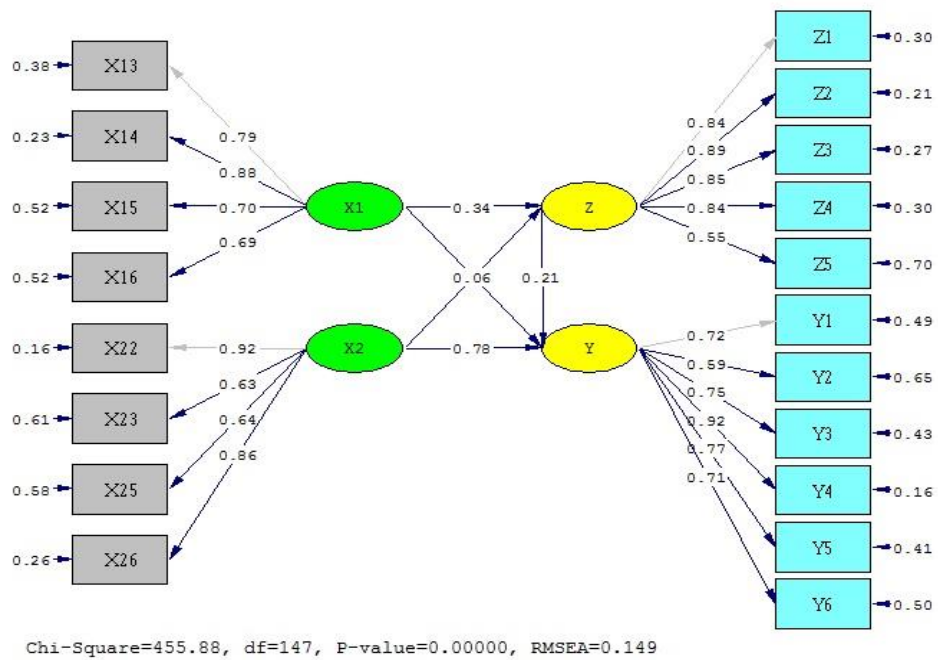 0.38 X13
0.23 X14
0.52 X15
0.52 X16
0.16 X22
0.61 X23
0.58 X25
0.26 X26
0.79
0.88
0.70
0.69
0.92
0.63
0.64
0.86
X1
X2
0.34
0.06
0.21
0.78
Z
Y
0.84
0.89
0.85
0.84
0.55
0.72
0.59
0.75
0.92
0.77
0.71
Z1 0.30
Z2 0.21
Z3 0.27
Z4 0.30
Z5 0.70
Y1 0.49
Y2 0.65
Y3 0.43
Y4 0.16
Y5 0.41
Y6 0.50
Chi-Square=455.88, df=147, P-value=0.00000, RMSEA=0.149